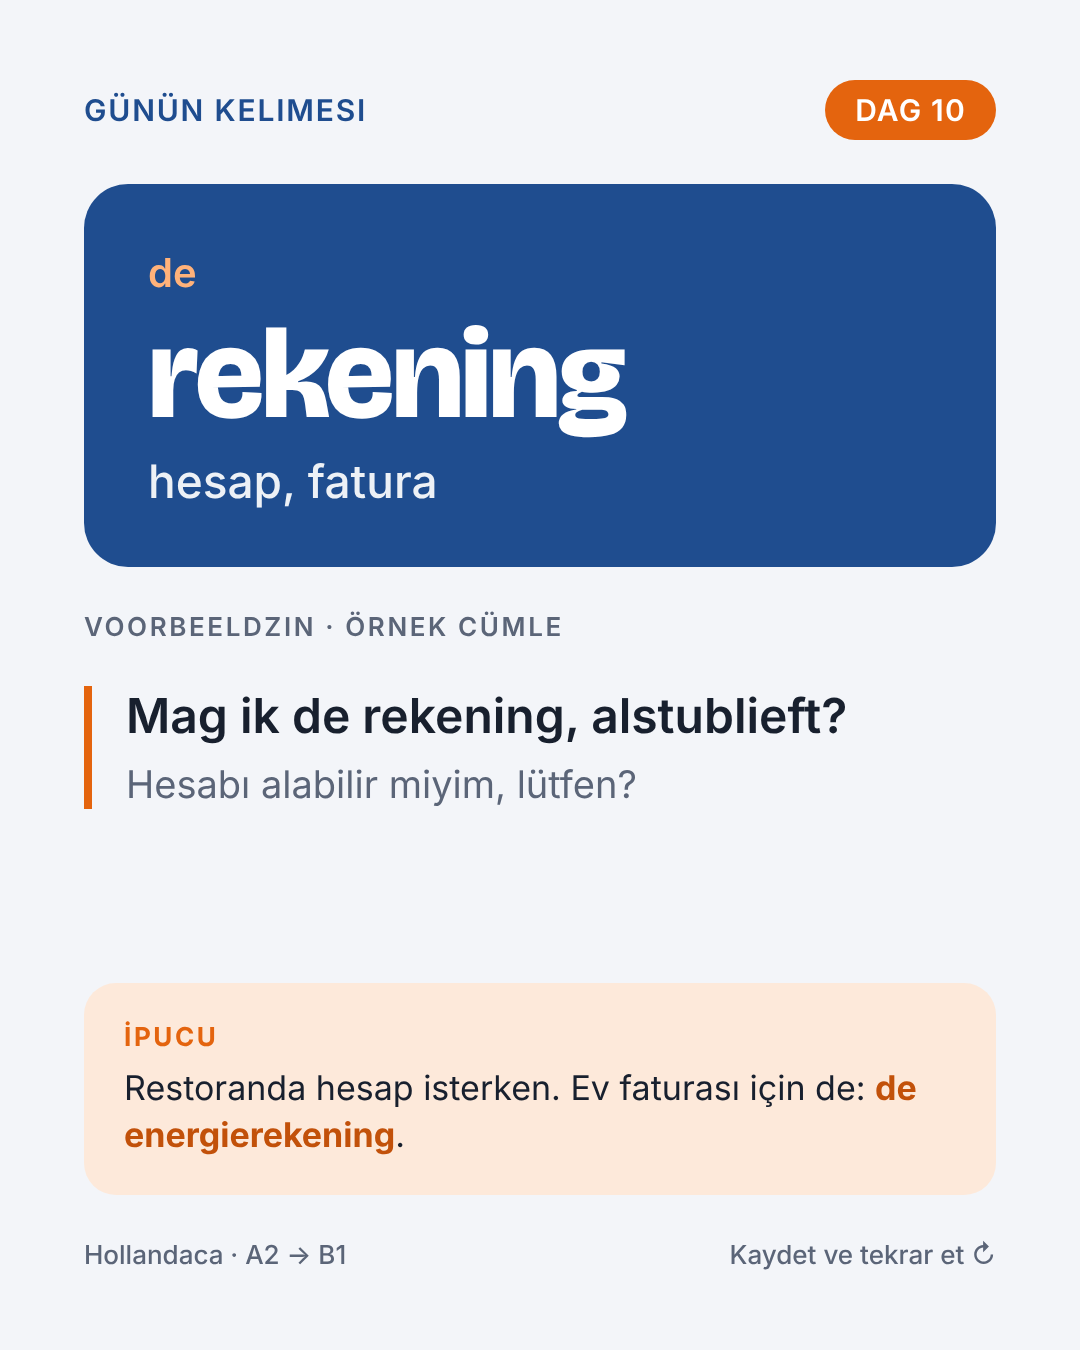 GÜNÜN KELIMESI
DAG 10
de
rekening
hesap, fatura
VOORBEELDZIN · ÖRNEK CÜMLE
Mag ik de rekening, alstublieft?
Hesabı alabilir miyim, lütfen?
İPUCU
Restoranda hesap isterken. Ev faturası için de: de
energierekening.
Hollandaca · A2 → B1
Kaydet ve tekrar et ↻